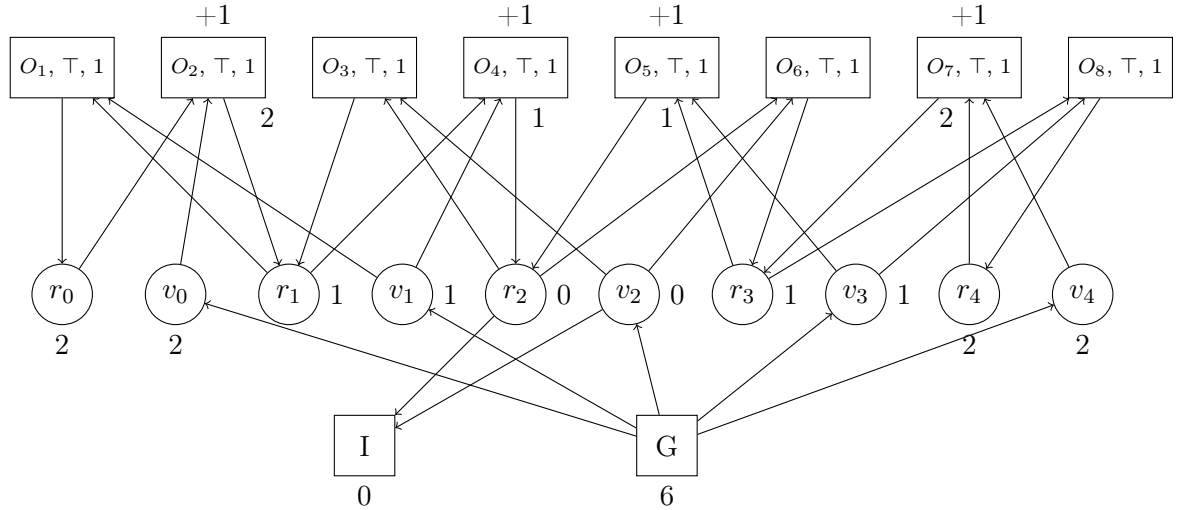 +1 +1 +1 +1
O₁, ⊤, 1 O₂, ⊤, 1 O₃, ⊤, 1 O₄, ⊤, 1 O₅, ⊤, 1 O₆, ⊤, 1 O₇, ⊤, 1 O₈, ⊤, 1
2 1 1 2
r₀ v₀ r₁ 1 v₁ 1 r₂ 0 v₂ 0 r₃ 1 v₃ 1 r₄ v₄
2 2 2 2
I G
0 6